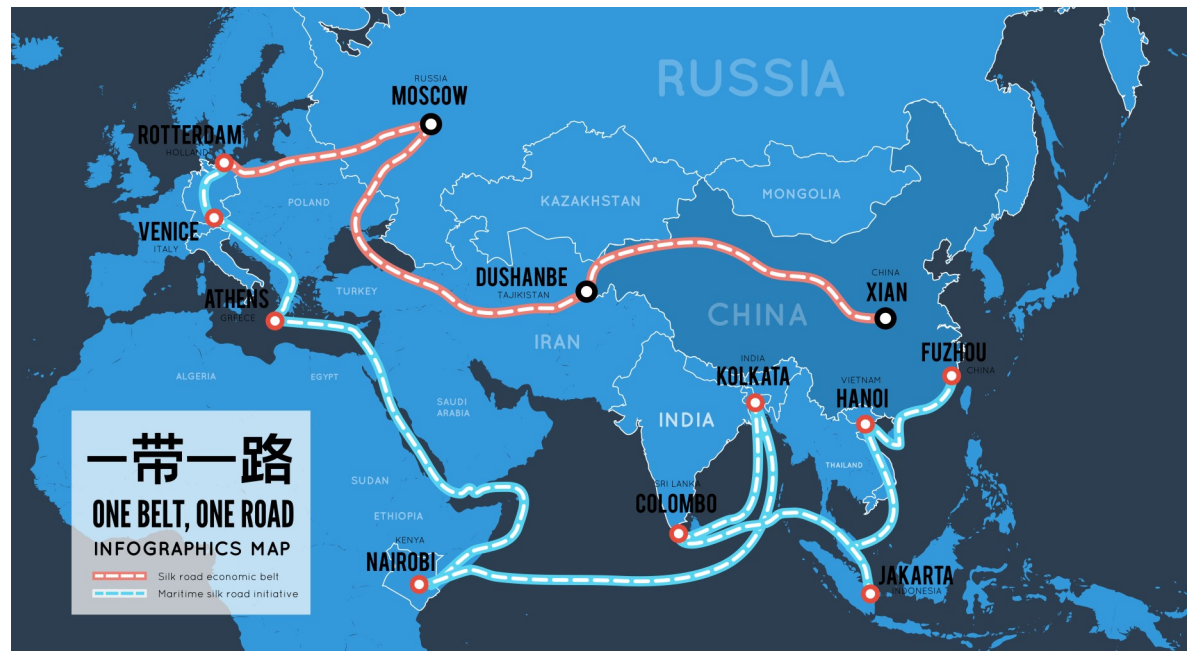 RUSSIA
RUSSIA
MOSCOW
ROTTERDAM
HOLLAND
POLAND
KAZAKHSTAN
MONGOLIA
VENICE
ITALY
DUSHANBE
TAJIKISTAN
CHINA
XIAN
ATHENS
GREECE
TURKEY
CHINA
IRAN
FUZHOU
CHINA
INDIA
KOLKATA
VIETNAM
HANOI
ALGERIA
EGYPT
SAUDI
ARABIA
INDIA
THAILAND
SUDAN
SRI LANKA
COLOMBO
ETHIOPIA
KENYA
NAIROBI
JAKARTA
INDONESIA
一带一路
ONE BELT, ONE ROAD
INFOGRAPHICS MAP
Silk road economic belt
Maritime silk road initiative